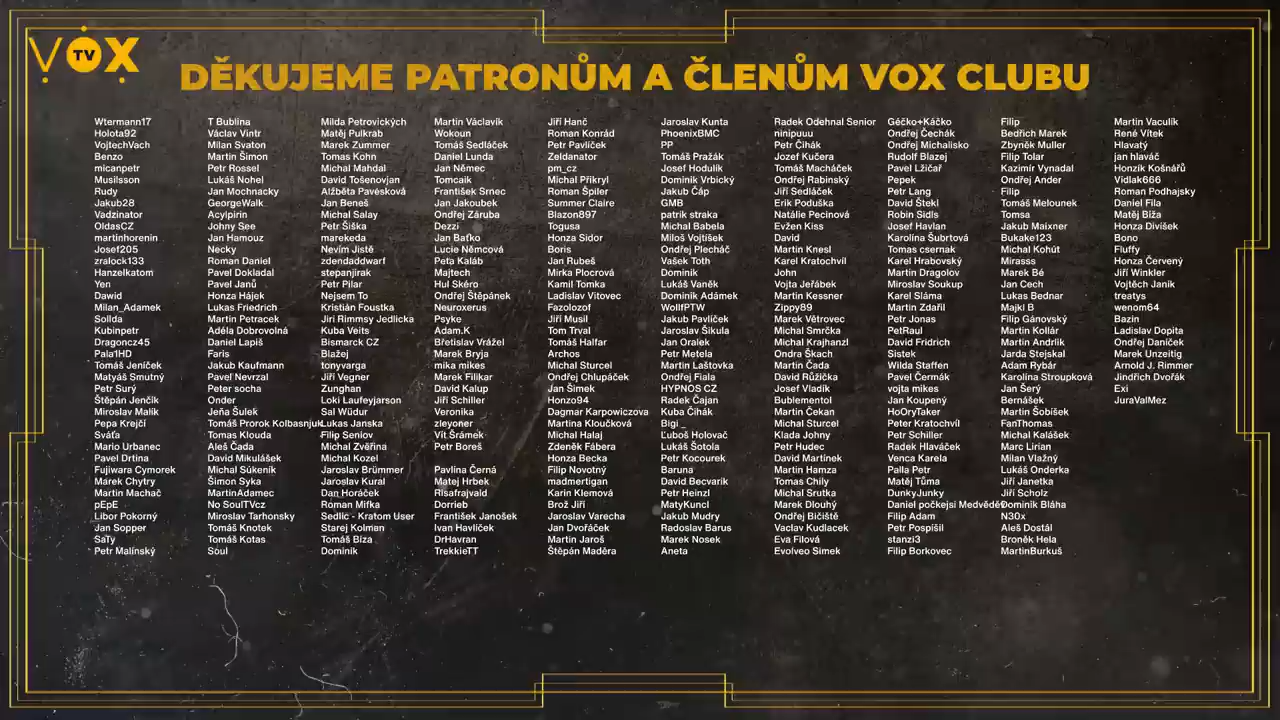 VOX TV
DĚKUJEME PATRONŮM A ČLENŮM VOX CLUBU
Wtermann17
Holota92
VojtechVach
Benzo
micanpetr
Musilsson
Rudy
Jakub28
Vadzinator
OldasCZ
martinhorenin
Josef205
zralock133
Hanzelkatom
Yen
Dawid
Milan_Adamek
Sollda
Kubinpetr
Dragoncz45
Pala1HD
Tomáš Jeníček
Matyáš Smutný
Petr Surý
Štěpán Jenčík
Miroslav Malík
Pepa Krejčí
Sváťa
Mario Urbanec
Pavel Drtina
Fujiwara Cymorek
Marek Chytry
Martin Machač
pEpE
Libor Pokorný
Jan Sopper
SaTy
Petr Malínský
T Bublina
Václav Vintr
Milan Svaton
Martin Šimon
Petr Rossel
Lukáš Nohel
Jan Mochnacky
GeorgeWalk
Acylpirin
Johny See
Jan Hamouz
Necky
Roman Daniel
Pavel Dokladal
Pavel Janů
Honza Hájek
Lukas Friedrich
Martin Petracek
Adéla Dobrovolná
Daniel Lapiš
Faris
Jakub Kaufmann
Pavel Nevrzal
Peter socha
Onder
Jeňa Šulek
Tomáš Prorok Kolbasnjuk
Tomas Klouda
Aleš Čada
David Mikulášek
Michal Súkeník
Šimon Syka
MartinAdamec
No SoulTVcz
Miroslav Tarhonsky
Tomáš Knotek
Tomáš Kotas
Soul
Milda Petrovických
Matěj Pulkrab
Marek Zummer
Tomas Kohn
Michal Mahdal
David Tošenovjan
Alžběta Pavésková
Jan Beneš
Michal Salay
Petr Šiška
marekeda
Nevím Jistě
zdendaddwarf
stepanjirak
Petr Pilar
Nejsem To
Kristián Foustka
Jiri Rimmsy Jedlicka
Kuba Veits
Bismarck CZ
Blažej
tonyvarga
Jiří Vegner
Zunghan
Loki Laufeyjarson
Sal Wüdur
Lukas Janska
Filip Seniov
Michal Zvěřina
Michal Kozel
Jaroslav Brümmer
Jaroslav Kural
Dan Horáček
Roman Mifka
Sedlic - Kratom User
Starej Kolman
Tomáš Bíza
Dominik
Martin Václavik
Wokoun
Tomáš Sedláček
Daniel Lunda
Jan Němec
Tomcaik
František Srnec
Jan Jakoubek
Ondřej Záruba
Dezzi
Jan Baťko
Lucie Němcová
Peťa Kaláb
Majtech
Hul Skéro
Ondřej Štěpánek
Neuroxerus
Psyke
Adam.K
Břetislav Vrážel
Marek Bryja
mika mikes
Marek Filikar
David Kalup
Jiří Schiller
Veronika
zleyoner
Vít Šrámek
Petr Boreš
Pavlína Černá
Matej Hrbek
Risafrajvald
Dorrieb
František Janošek
Ivan Havlíček
DrHavran
TrekkieTT
Jiří Hanč
Roman Konrád
Petr Pavlíček
Zeldanator
pm_cz
Michal Přikryl
Roman Špiler
Summer Claire
Blazon897
Togusa
Honza Sidor
Boris
Jan Rubeš
Mirka Plocrová
Kamil Tomka
Ladislav Vitovec
Fazolozof
Jiří Musil
Tom Trval
Tomáš Halfar
Archos
Michal Sturcel
Ondřej Chlupáček
Jan Šimek
Honzo94
Dagmar Karpowiczova
Martina Kloučková
Michal Halaj
Zdeněk Fábera
Honza Becka
Filip Novotný
madmertigan
Karin Klemová
Brož Jiří
Jaroslav Varecha
Jan Dvořáček
Martin Jaroš
Štěpán Maděra
Jaroslav Kunta
PhoenixBMC
PP
Tomáš Pražák
Josef Hodulík
Dominik Vrbický
Jakub Čáp
GMB
patrik straka
Michal Babela
Miloš Vojtíšek
Ondřej Plecháč
Vašek Toth
Dominik
Lukáš Vaněk
Dominik Adámek
WollfPTW
Jakub Pavlíček
Jaroslav Šikula
Jan Oralek
Petr Metela
Martin Laštovka
Ondřej Fiala
HYPNOS CZ
Radek Čajan
Kuba Čihák
Bigi _
Ľuboš Holovač
Lukáš Šotola
Petr Kocourek
Baruna
David Becvarik
Petr Heinzl
MatyKuncl
Jakub Mudry
Radoslav Barus
Marek Nosek
Aneta
Radek Odehnal Senior
ninipuuu
Petr Čihák
Jozef Kučera
Tomáš Macháček
Ondřej Rabinský
Jiří Sedláček
Erik Poduška
Natálie Pecinová
Evžen Kiss
David
Martin Knesl
Karel Kratochvíl
John
Vojta Jeřábek
Martin Kessner
Zippy89
Marek Větrovec
Michal Smrčka
Michal Krajhanzl
Ondra Škach
Martin Čada
David Růžička
Josef Vladík
Bublementol
Martin Čekan
Michal Sturcel
Klada Johny
Petr Hudec
David Martínek
Martin Hamza
Tomas Chily
Michal Srutka
Marek Dlouhý
Ondřej Bičiště
Vaclav Kudlacek
Eva Filová
Evolveo Simek
Géčko+Káčko
Ondřej Čechák
Ondřej Michalisko
Rudolf Blazej
Pavel Lžičař
Pepek
Petr Lang
David Štekl
Robin Sidls
Josef Havlan
Karolína Šubrtová
Tomas csernak
Karel Hrabovský
Martin Dragolov
Miroslav Soukup
Karel Sláma
Martin Zdařil
Petr Jonas
PetRaul
David Fridrich
Sistek
Wilda Staffen
Pavel Čermák
vojta mikes
Jan Koupený
HoOryTaker
Peter Kratochvíl
Petr Schiller
Radek Hlaváček
Venca Karela
Palla Petr
Matěj Tůma
DunkyJunky
Daniel počkejsi Medvěděv
Filip Adam
Petr Pospíšil
stanzi3
Filip Borkovec
Filip
Bedřich Marek
Zbyněk Muller
Filip Tolar
Kazimír Vynadal
Ondřej Ander
Filip
Tomáš Melounek
Tomsa
Jakub Maixner
Bukake123
Michal Kohút
Mirasss
Marek Bé
Jan Cech
Lukas Bednar
Majkl B
Filip Gánovský
Martin Kollár
Martin Andrlik
Jarda Stejskal
Adam Rybár
Karolína Stroupková
Jan Šerý
Bernášek
Martin Šobíšek
FanThomas
Michal Kalášek
Marc Lirian
Milan Vlažný
Lukáš Onderka
Jiří Janetka
Jiří Scholz
Dominik Bláha
N30x
Aleš Dostál
Broněk Hela
MartinBurkuš
Martin Vaculík
René Vítek
Hlavatý
jan hlaváč
Honzik Košnářů
Vidlak666
Roman Podhajsky
Daniel Fila
Matěj Bíža
Honza Divíšek
Bono
Fluffy
Honza Červený
Jiří Winkler
Vojtěch Janík
treatys
wenom64
Bazin
Ladislav Dopita
Ondřej Daníček
Marek Unzeitig
Arnold J. Rimmer
Jindřich Dvořák
Exi
JuraValMez